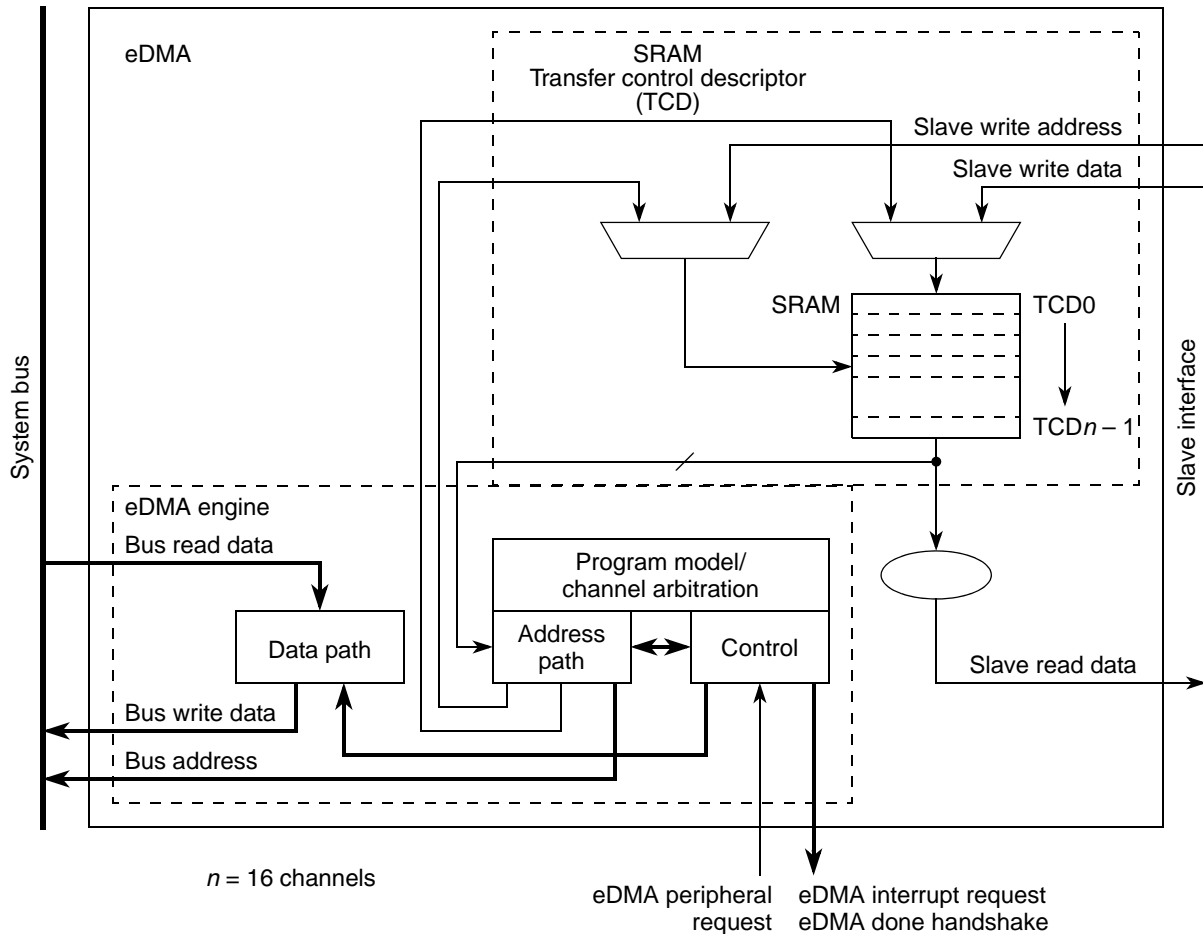 eDMA
SRAM
Transfer control descriptor
(TCD)
Slave write address
Slave write data
SRAM
TCD0
TCDn – 1
System bus
Slave interface
eDMA engine
Bus read data
Program model/
channel arbitration
Data path
Address
path
Control
Slave read data
Bus write data
Bus address
n = 16 channels
eDMA peripheral
request
eDMA interrupt request
eDMA done handshake